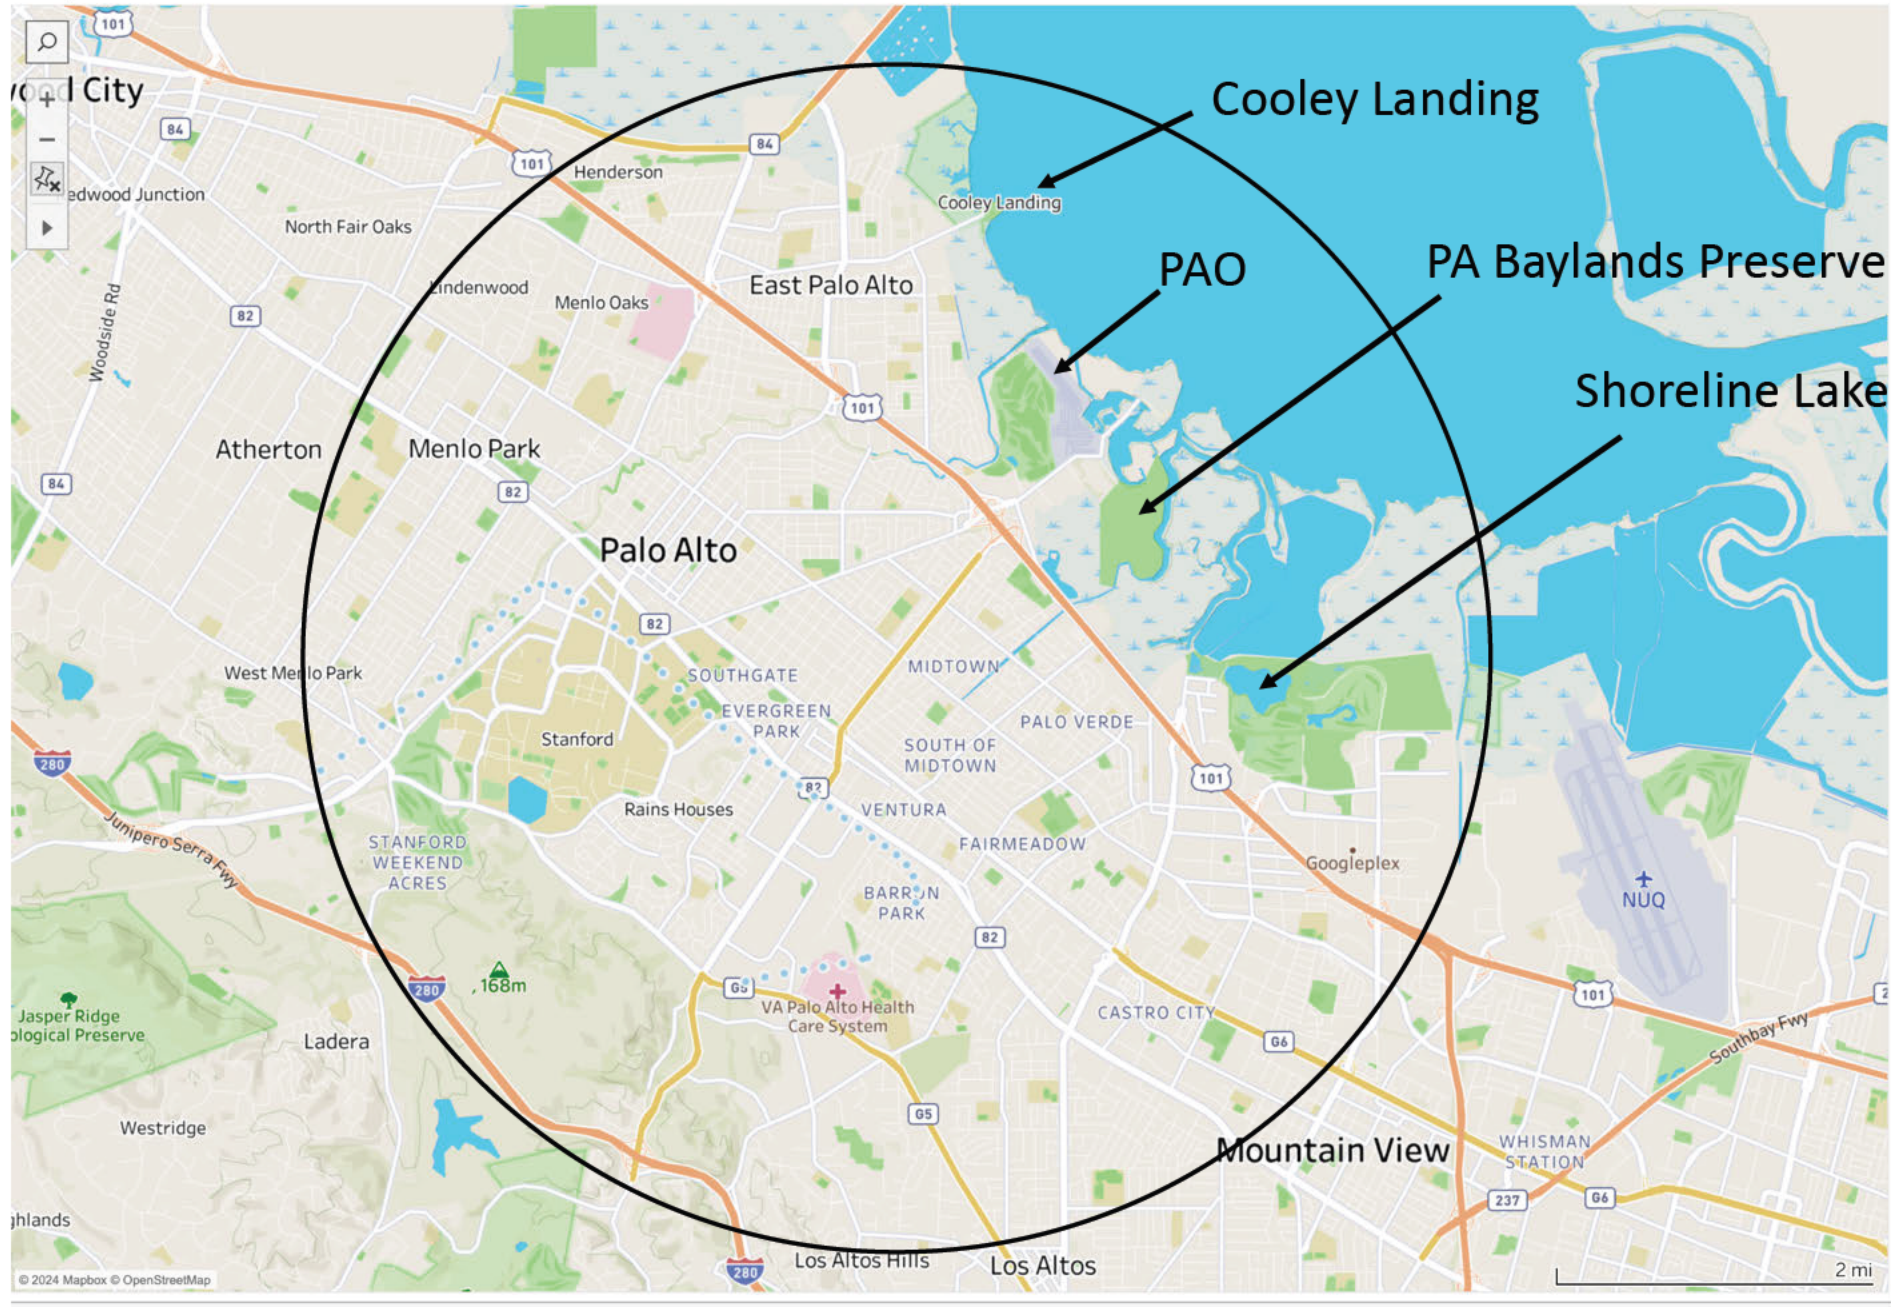 101
Cooley Landing
ood City
84
84
101
Henderson
edwood Junction
Cooley Landing
North Fair Oaks
PAO
PA Baylands Preserve
East Palo Alto
Lindenwood
Menlo Oaks
Woodside Rd
82
Shoreline Lake
101
Atherton
Menlo Park
84
82
Palo Alto
82
West Menlo Park
SOUTHGATE
MIDTOWN
EVERGREEN
PARK
PALO VERDE
Stanford
SOUTH OF
MIDTOWN
280
101
82
Rains Houses
VENTURA
Junipero Serra Fwy
STANFORD
WEEKEND
ACRES
FAIRMEADOW
Googleplex
BARRON
PARK
NUQ
82
280
168m
G5
101
VA Palo Alto Health
Care System
CASTRO CITY
Jasper Ridge
ological Preserve
Ladera
G6
Southbay Fwy
G5
Westridge
Mountain View
WHISMAN
STATION
237
G6
ghlands
Los Altos Hills
Los Altos
280
2 mi
© 2024 Mapbox © OpenStreetMap